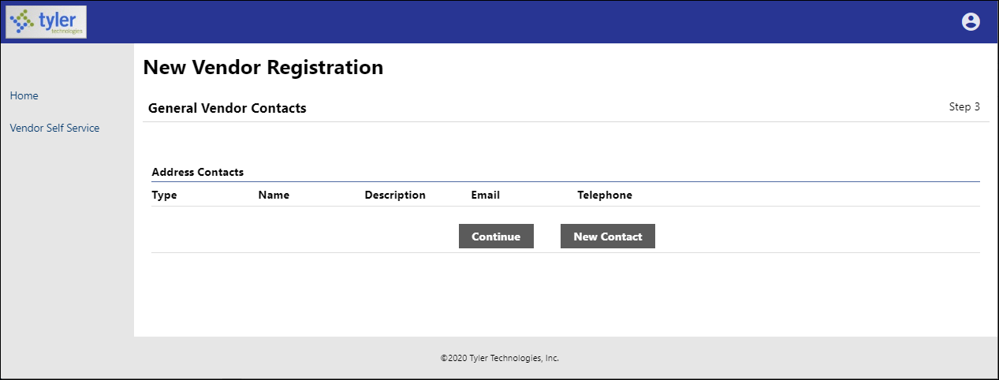 tyler
technologies
New Vendor Registration
Home
General Vendor Contacts Step 3
Vendor Self Service
Address Contacts
Type Name Description Email Telephone
Continue New Contact
©2020 Tyler Technologies, Inc.